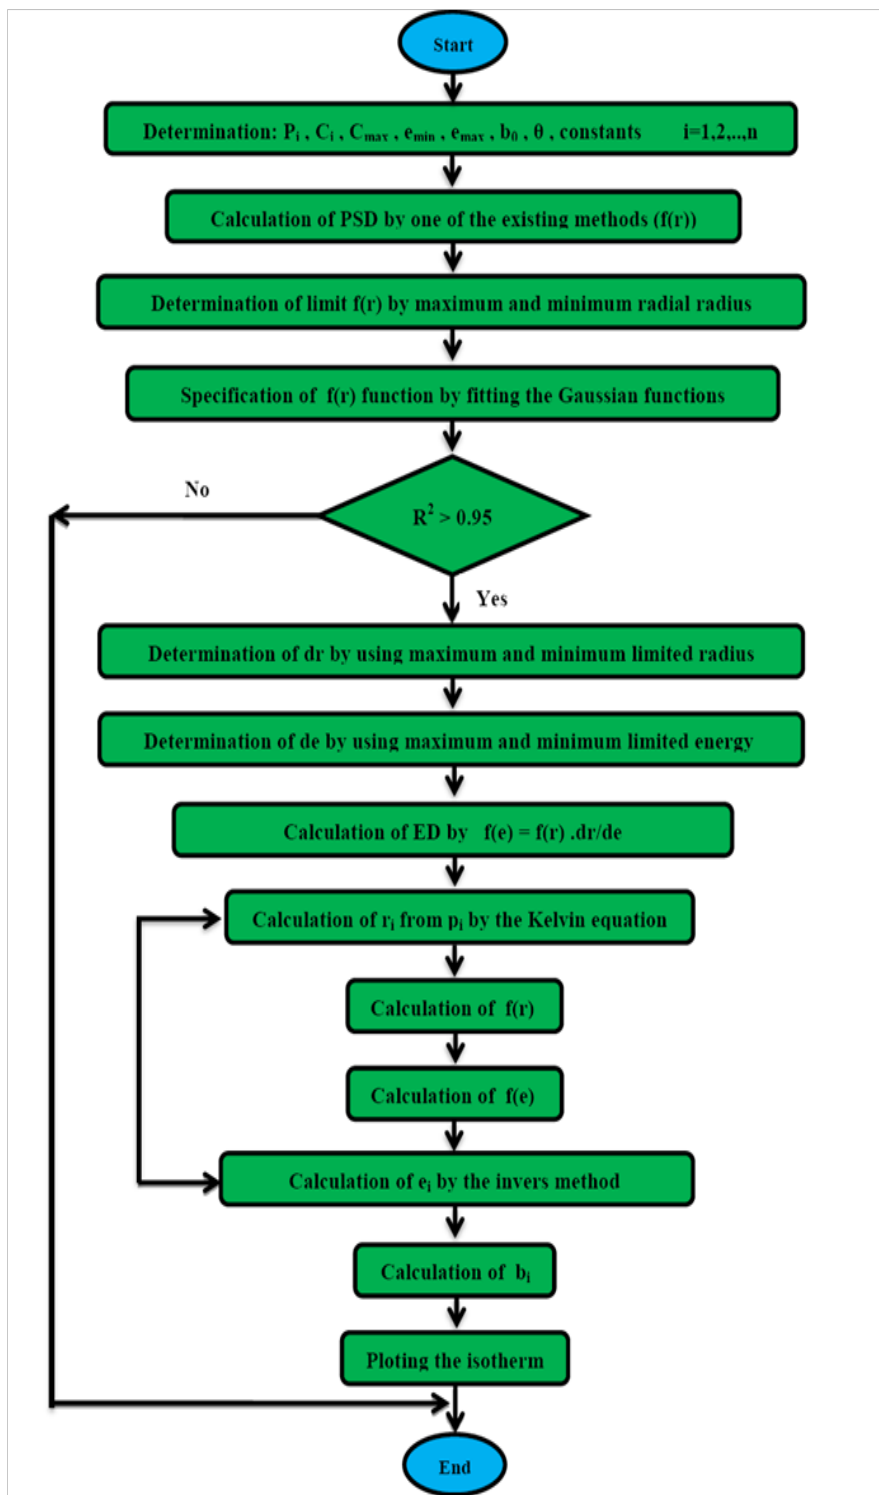 Start
Determination: Pᵢ , Cᵢ , Cₘₐₓ , eₘᵢₙ , eₘₐₓ , b₀ , θ , constants i=1,2,..,n
Calculation of PSD by one of the existing methods (f(r))
Determination of limit f(r) by maximum and minimum radial radius
Specification of f(r) function by fitting the Gaussian functions
No
R² > 0.95
Yes
Determination of dr by using maximum and minimum limited radius
Determination of de by using maximum and minimum limited energy
Calculation of ED by f(e) = f(r) .dr/de
Calculation of rᵢ from pᵢ by the Kelvin equation
Calculation of f(r)
Calculation of f(e)
Calculation of eᵢ by the invers method
Calculation of bᵢ
Ploting the isotherm
End